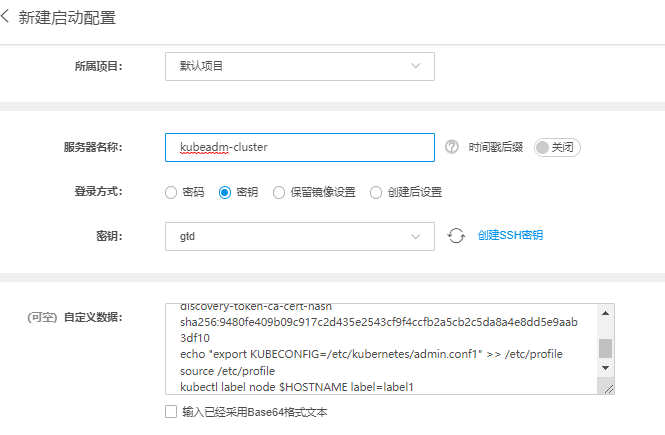 新建启动配置
所属项目: 默认项目
服务器名称: kubeadm-cluster ? 时间戳后缀 关闭
登录方式: 密码 密钥 保留镜像设置 创建后设置
密钥: gtd 创建SSH密钥
(可空) 自定义数据:
discovery-token-ca-cert-hash
sha256:9480fe409b09c917c2d435e2543cf9f4ccfb2a5cb2c5da8a4e8dd5e9aab
3df10
echo "export KUBECONFIG=/etc/kubernetes/admin.conf1" >> /etc/profile
source /etc/profile
kubectl label node $HOSTNAME label=label1
输入已经采用Base64格式文本